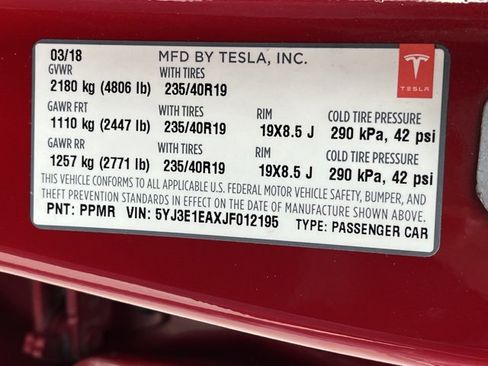 03/18 MFD BY TESLA, INC.
GVWR WITH TIRES
2180 kg (4806 lb) 235/40R19
GAWR FRT WITH TIRES RIM COLD TIRE PRESSURE
1110 kg (2447 lb) 235/40R19 19X8.5 J 290 kPa, 42 psi
GAWR RR WITH TIRES RIM COLD TIRE PRESSURE
1257 kg (2771 lb) 235/40R19 19X8.5 J 290 kPa, 42 psi
THIS VEHICLE CONFORMS TO ALL APPLICABLE U.S. FEDERAL MOTOR VEHICLE SAFETY, BUMPER, AND
THEFT PREVENTION STANDARDS IN EFFECT ON THE DATE OF MANUFACTURE SHOWN ABOVE.
PNT: PPMR VIN: 5YJ3E1EAXJF012195 TYPE: PASSENGER CAR
TESLA